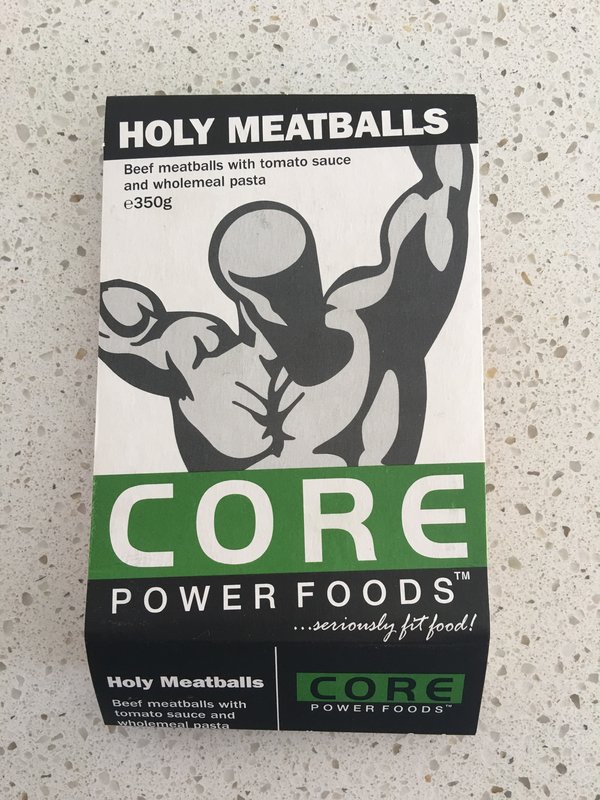 HOLY MEATBALLS
Beef meatballs with tomato sauce
and wholemeal pasta
℮350g
CORE
POWER FOODS™
...seriously fit food!
Holy Meatballs
Beef meatballs with
tomato sauce and
wholemeal pasta
CORE
POWER FOODS™